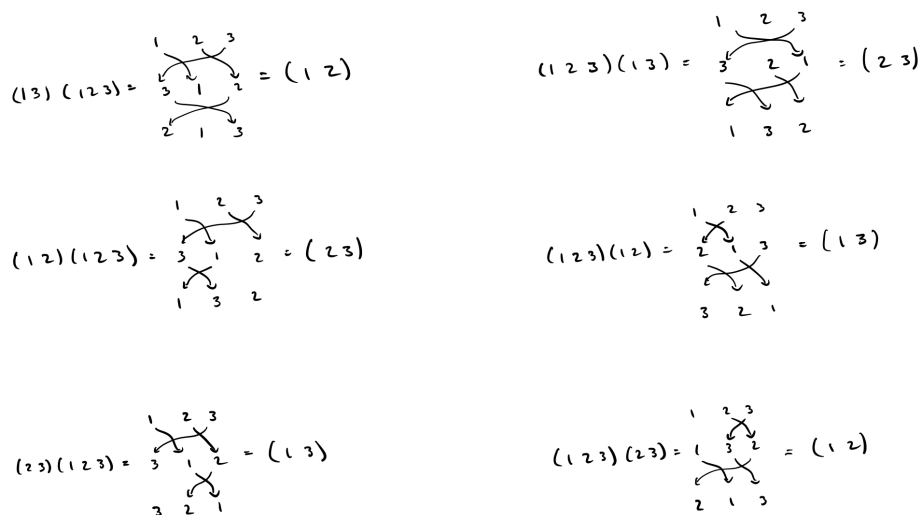 1 2 3
(13) (123) = 3 1 2 = (1 2)
2 1 3
1 2 3
(1 2 3)(1 3) = 3 2 1 = (2 3)
1 3 2
1 2 3
(1 2)(1 2 3) = 3 1 2 = (2 3)
1 3 2
1 2 3
(1 2 3)(1 2) = 2 1 3 = (1 3)
3 2 1
1 2 3
(2 3)(1 2 3) = 3 1 2 = (1 3)
3 2 1
1 2 3
(1 2 3)(2 3) = 1 3 2 = (1 2)
2 1 3